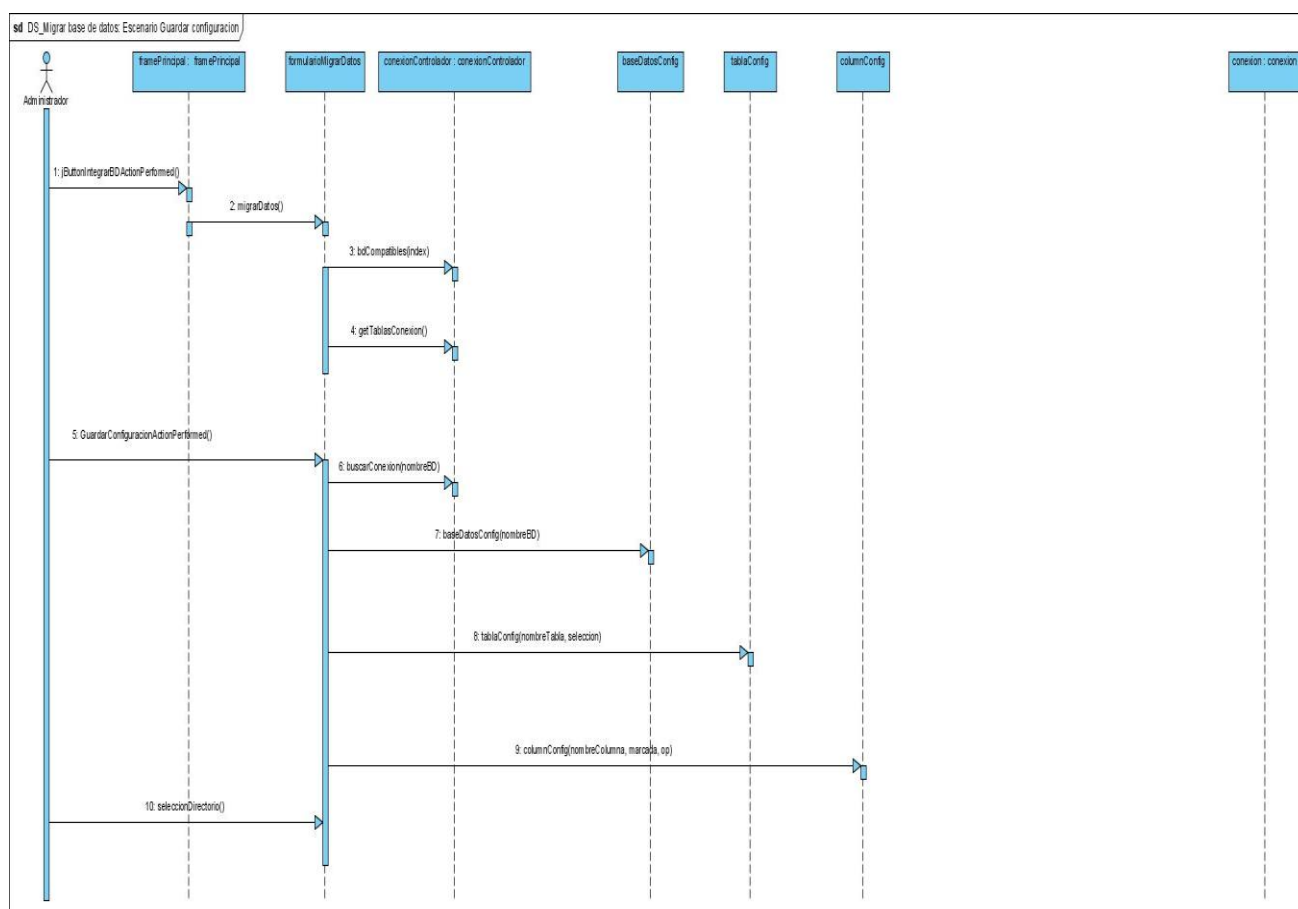 sd DS_Migrar base de datos: Escenario Guardar configuracion
framePrincipal : framePrincipal
formularioMigrarDatos
conexionControlador : conexionControlador
baseDatosConfig
tablaConfig
columConfig
conexion : conexion
Administrador
1: jButtonIntegrarBDActionPerformed()
2: migrarDatos()
3: bdCompatibles(index)
4: getTablasConexion()
5: GuardarConfiguracionActionPerformed()
6: buscarConexion(nombreBD)
7: baseDatosConfig(nombreBD)
8: tablaConfig(nombreTabla, seleccion)
9: columnConfig(nombreColumna, marcada, op)
10: seleccionDirectorio()